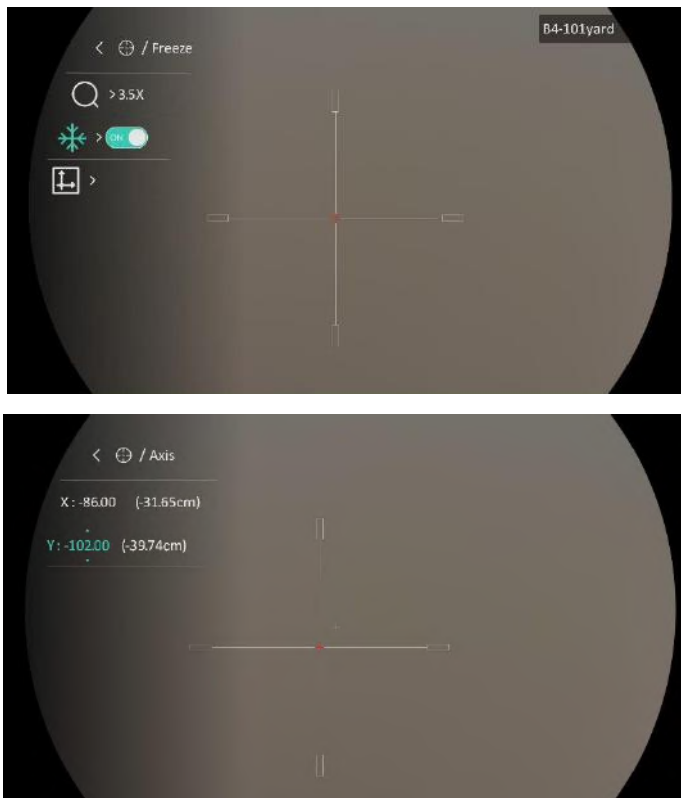 B4-101yard
< / Freeze
>3.5X
> ON
>
< / Axis
X: -86.00 (-31.65cm)
Y: -102.00 (-39.74cm)